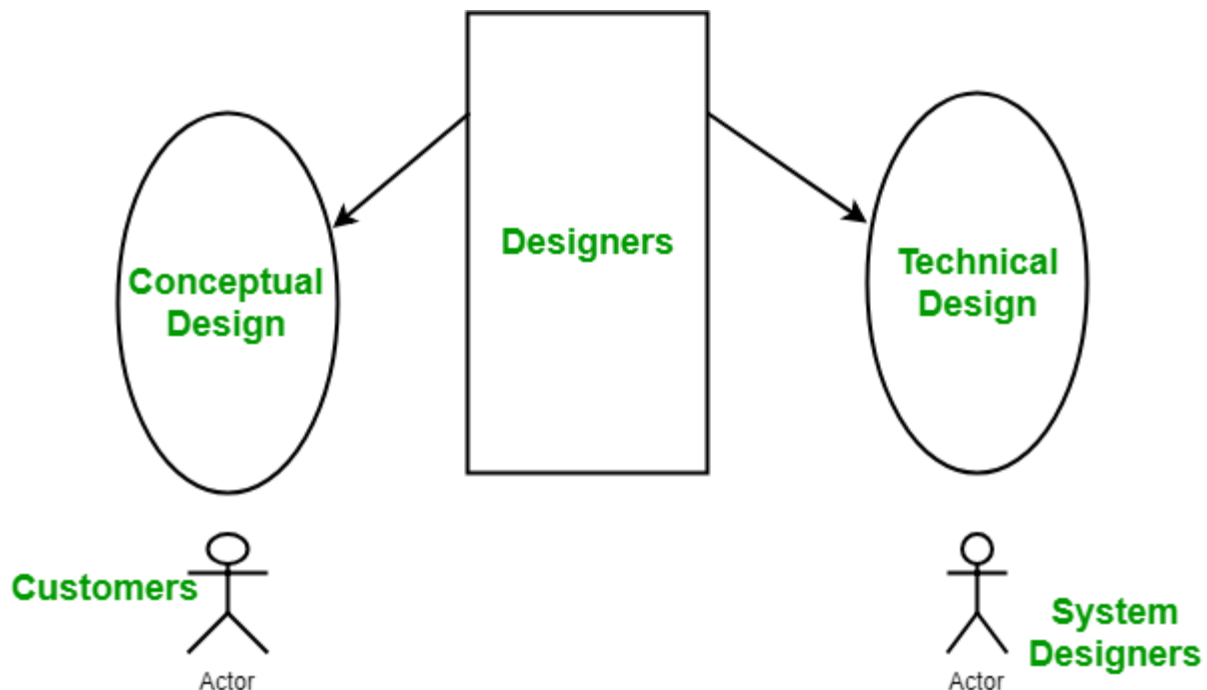 Designers
Conceptual
Design
Technical
Design
Customers
System
Designers
Actor
Actor